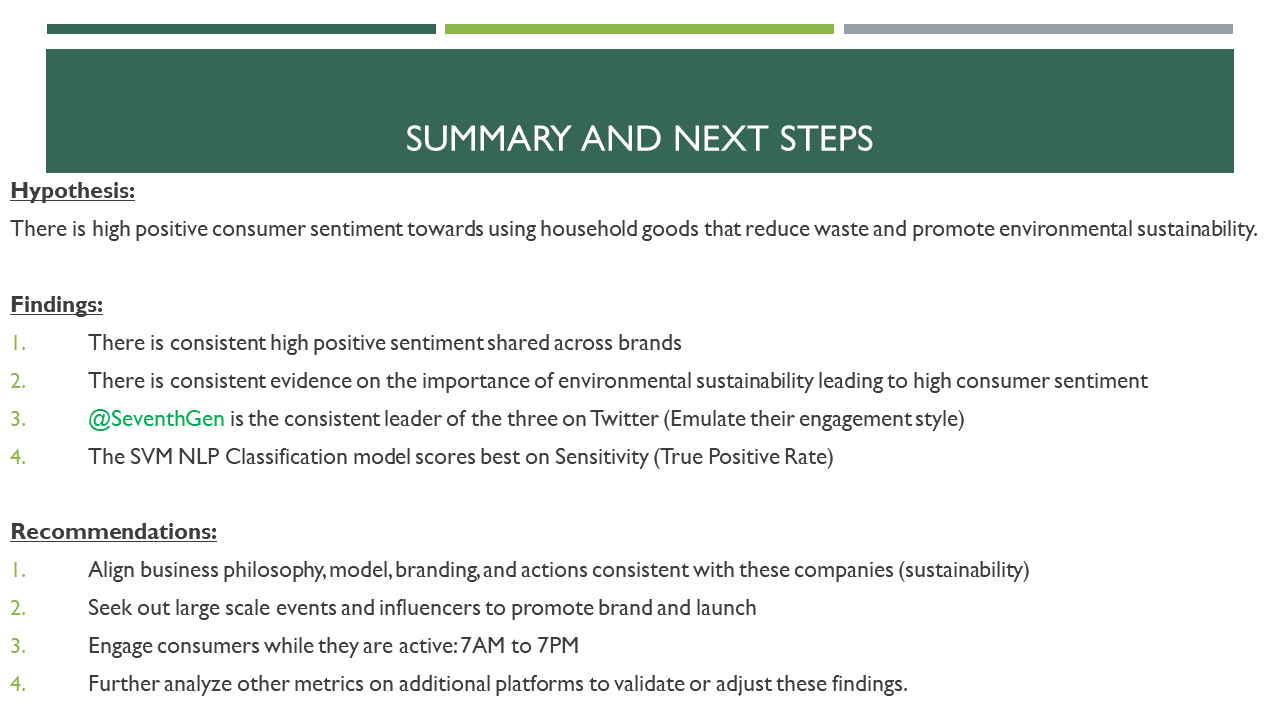 SUMMARY AND NEXT STEPS
Hypothesis:
There is high positive consumer sentiment towards using household goods that reduce waste and promote environmental sustainability.
Findings:
1. There is consistent high positive sentiment shared across brands
2. There is consistent evidence on the importance of environmental sustainability leading to high consumer sentiment
3. @SeventhGen is the consistent leader of the three on Twitter (Emulate their engagement style)
4. The SVM NLP Classification model scores best on Sensitivity (True Positive Rate)
Recommendations:
1. Align business philosophy, model, branding, and actions consistent with these companies (sustainability)
2. Seek out large scale events and influencers to promote brand and launch
3. Engage consumers while they are active: 7AM to 7PM
4. Further analyze other metrics on additional platforms to validate or adjust these findings.